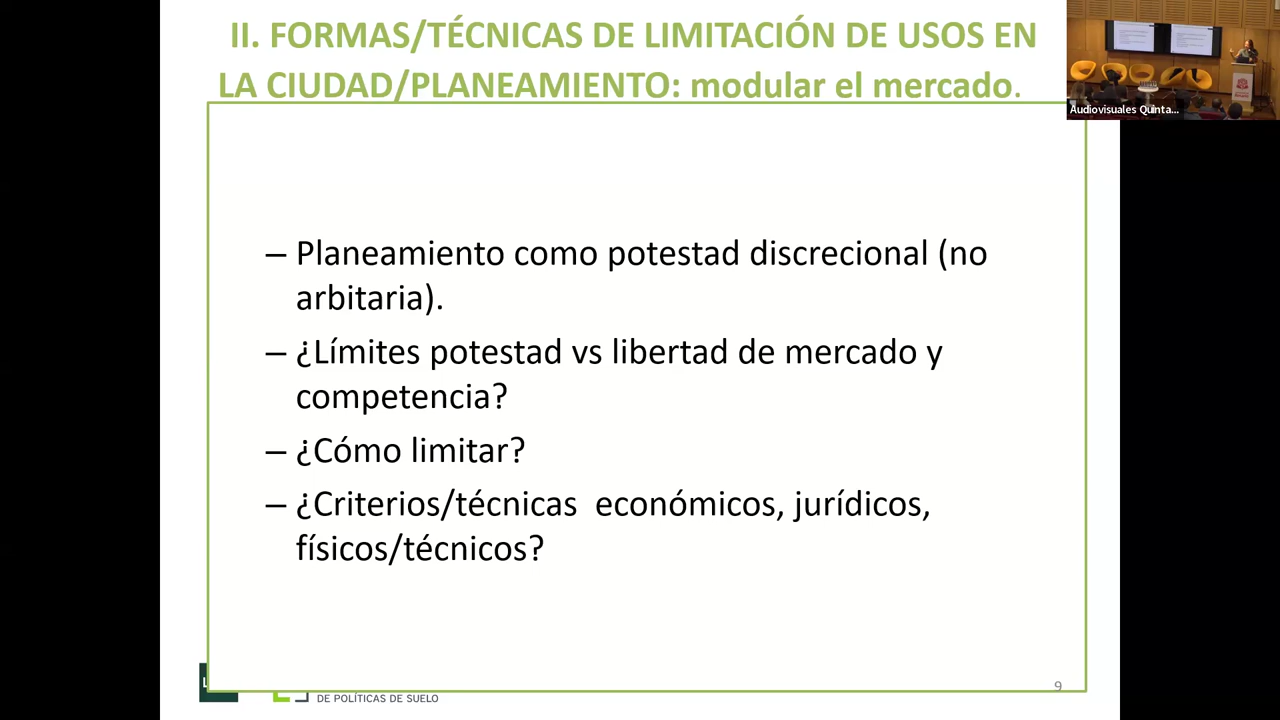 II. FORMAS/TÉCNICAS DE LIMITACIÓN DE USOS EN
LA CIUDAD/PLANEAMIENTO: modular el mercado.
Audiovisuales Quinta...
– Planeamiento como potestad discrecional (no
arbitaria).
– ¿Límites potestad vs libertad de mercado y
competencia?
– ¿Cómo limitar?
– ¿Criterios/técnicas económicos, jurídicos,
físicos/técnicos?
DE POLÍTICAS DE SUELO
9